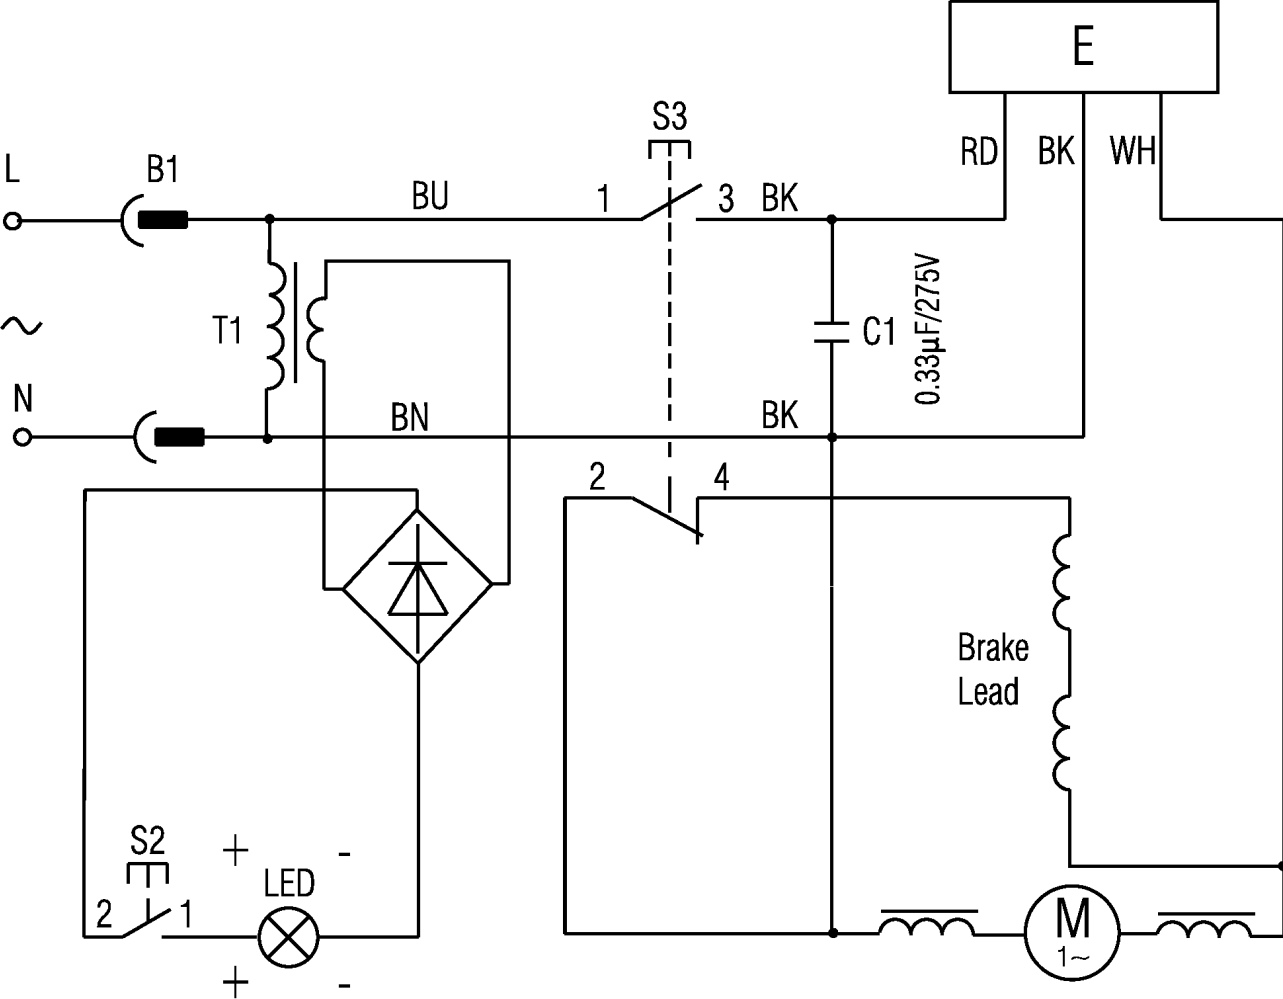 E
S3
RD BK WH
L
B1
BU
1
3
BK
T1
C1
0.33µF/275V
N
BN
BK
2
4
Brake
Lead
S2
+ -
LED
2
1
M
1~
+ -